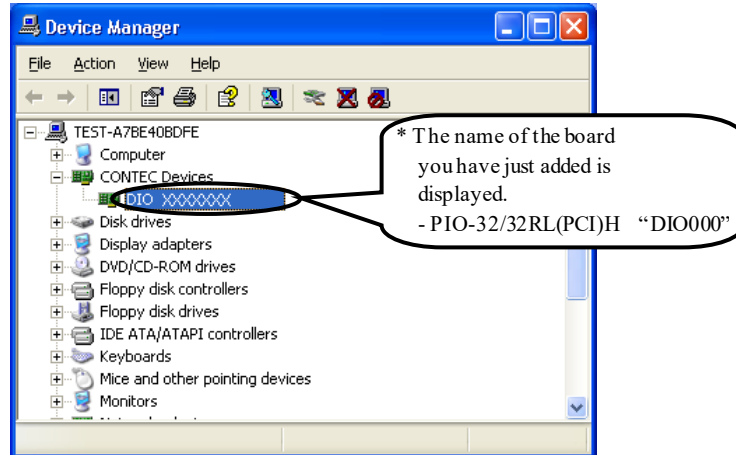 Device Manager
File Action View Help
TEST-A7BE40BDFE
Computer
CONTEC Devices
DIO XXXXXXX
Disk drives
Display adapters
DVD/CD-ROM drives
Floppy disk controllers
Floppy disk drives
IDE ATA/ATAPI controllers
Keyboards
Mice and other pointing devices
Monitors
* The name of the board
you have just added is
displayed.
- PIO-32/32RL(PCI)H “DIO000”